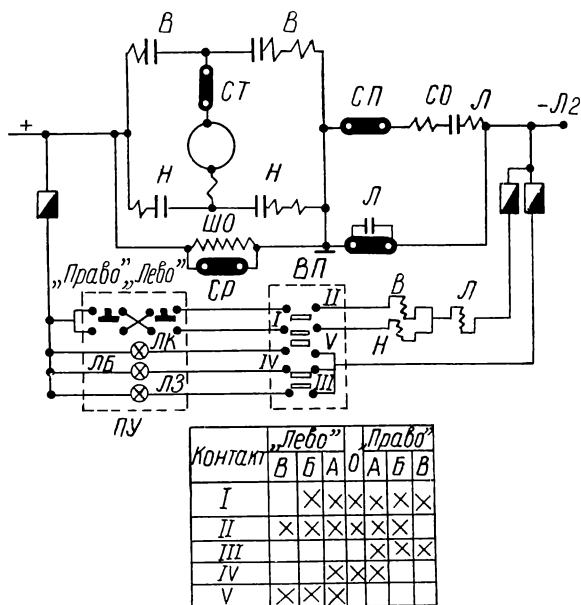 В В
СТ
СП СО Л -Л2
+
Н Н
ШО
Л
СР
ВП
„Право" „Лево"
II
В
Л
I
V
Н
ЛК
IV
ЛБ
ЛЗ
III
ПУ
Контакт „Лево" О „Право"
В Б А А Б В
I X X X X X X
II X X X X X X
III X X X
IV X X X
V X X X